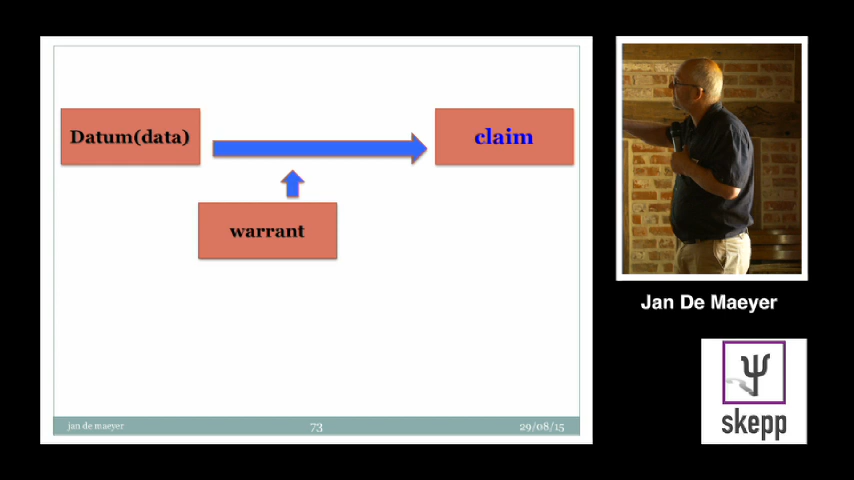 Datum(data)
claim
warrant
jan de maeyer
73
29/08/15
Jan De Maeyer
skepp